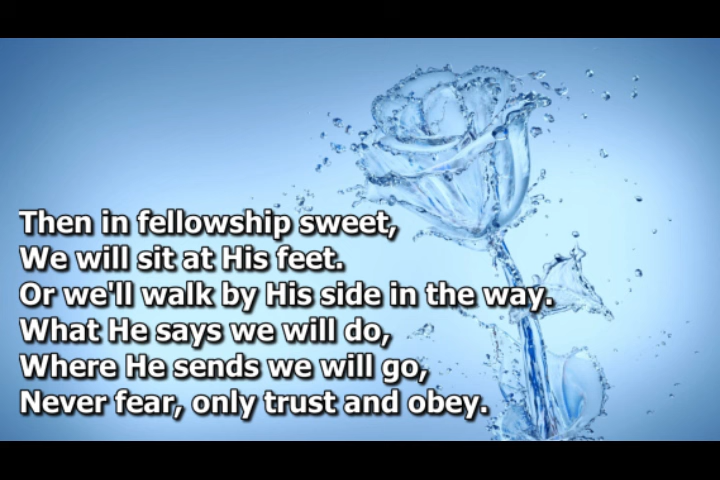 Then in fellowship sweet,
We will sit at His feet.
Or we'll walk by His side in the way.
What He says we will do,
Where He sends we will go,
Never fear, only trust and obey.